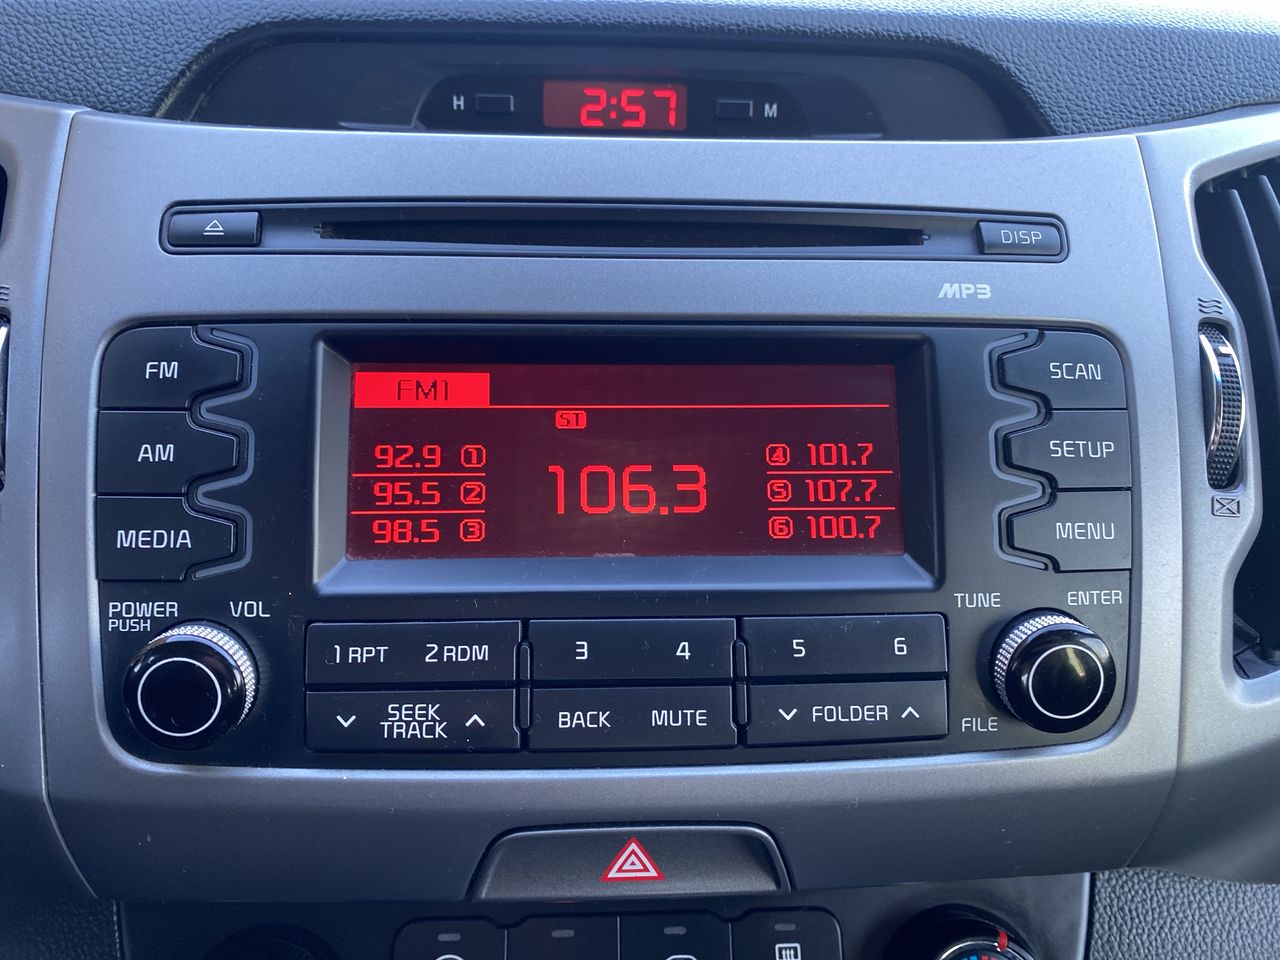 H 2:57 M
DISP
MP3
FM
AM
MEDIA
FM1
ST
92.9 1
95.5 2
98.5 3
106.3
4 101.7
5 107.7
6 100.7
SCAN
SETUP
MENU
POWER
PUSH
VOL
1 RPT 2 RDM 3 4 5 6
SEEK
TRACK
BACK MUTE FOLDER
TUNE ENTER
FILE